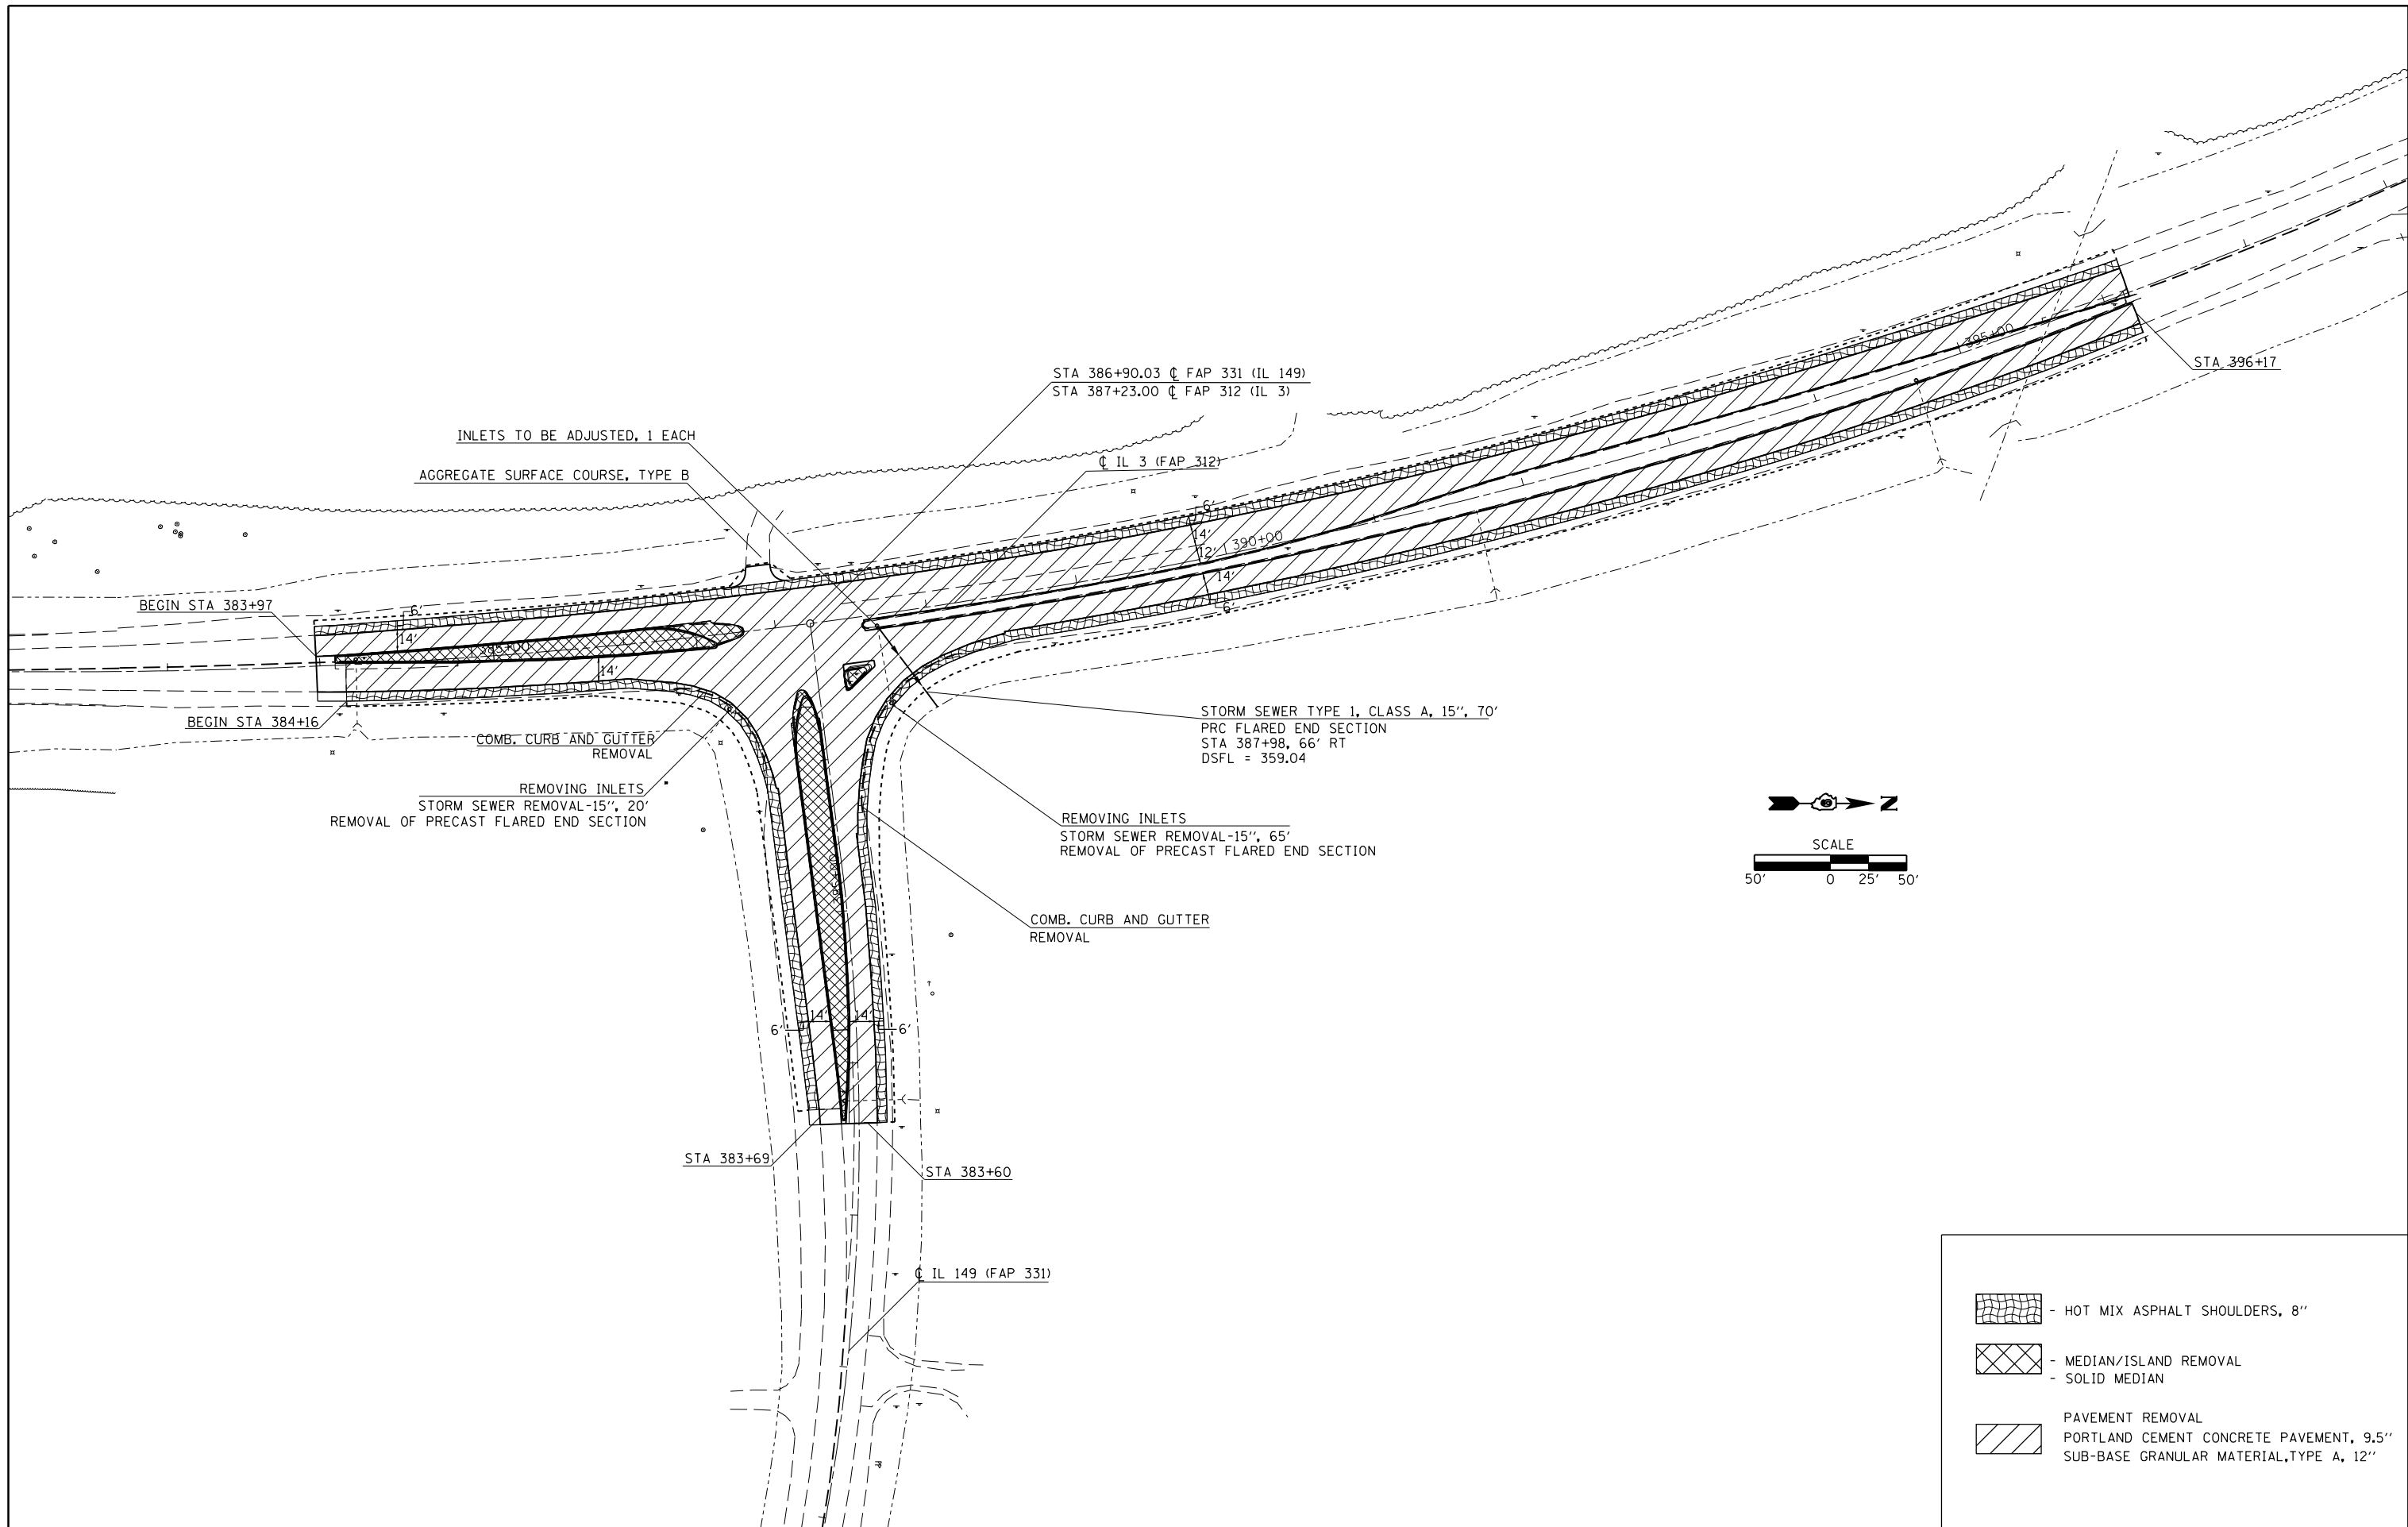 STA 386+90.03 ℄ FAP 331 (IL 149)
STA 387+23.00 ℄ FAP 312 (IL 3)
STA 396+17
395+00
INLETS TO BE ADJUSTED, 1 EACH
AGGREGATE SURFACE COURSE, TYPE B
℄ IL 3 (FAP 312)
6'
14'
12'
390+00
14'
6'
BEGIN STA 383+97
6'
14'
385+00
14'
BEGIN STA 384+16
COMB. CURB AND GUTTER
REMOVAL
REMOVING INLETS
STORM SEWER REMOVAL-15", 20'
REMOVAL OF PRECAST FLARED END SECTION
STORM SEWER TYPE 1, CLASS A, 15", 70'
PRC FLARED END SECTION
STA 387+98, 66' RT
DSFL = 359.04
REMOVING INLETS
STORM SEWER REMOVAL-15", 65'
REMOVAL OF PRECAST FLARED END SECTION
COMB. CURB AND GUTTER
REMOVAL
N
SCALE
50' 0 25' 50'
6' 14' 14' 6'
STA 383+69
STA 383+60
℄ IL 149 (FAP 331)
- HOT MIX ASPHALT SHOULDERS, 8"
- MEDIAN/ISLAND REMOVAL
- SOLID MEDIAN
PAVEMENT REMOVAL
PORTLAND CEMENT CONCRETE PAVEMENT, 9.5"
SUB-BASE GRANULAR MATERIAL,TYPE A, 12"